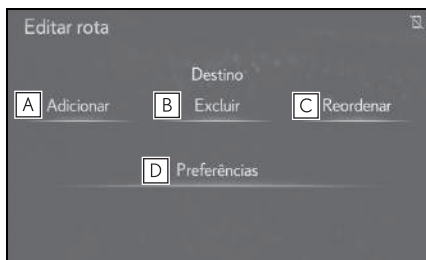 Editar rota
Destino
A Adicionar B Excluir C Reordenar
D Preferências